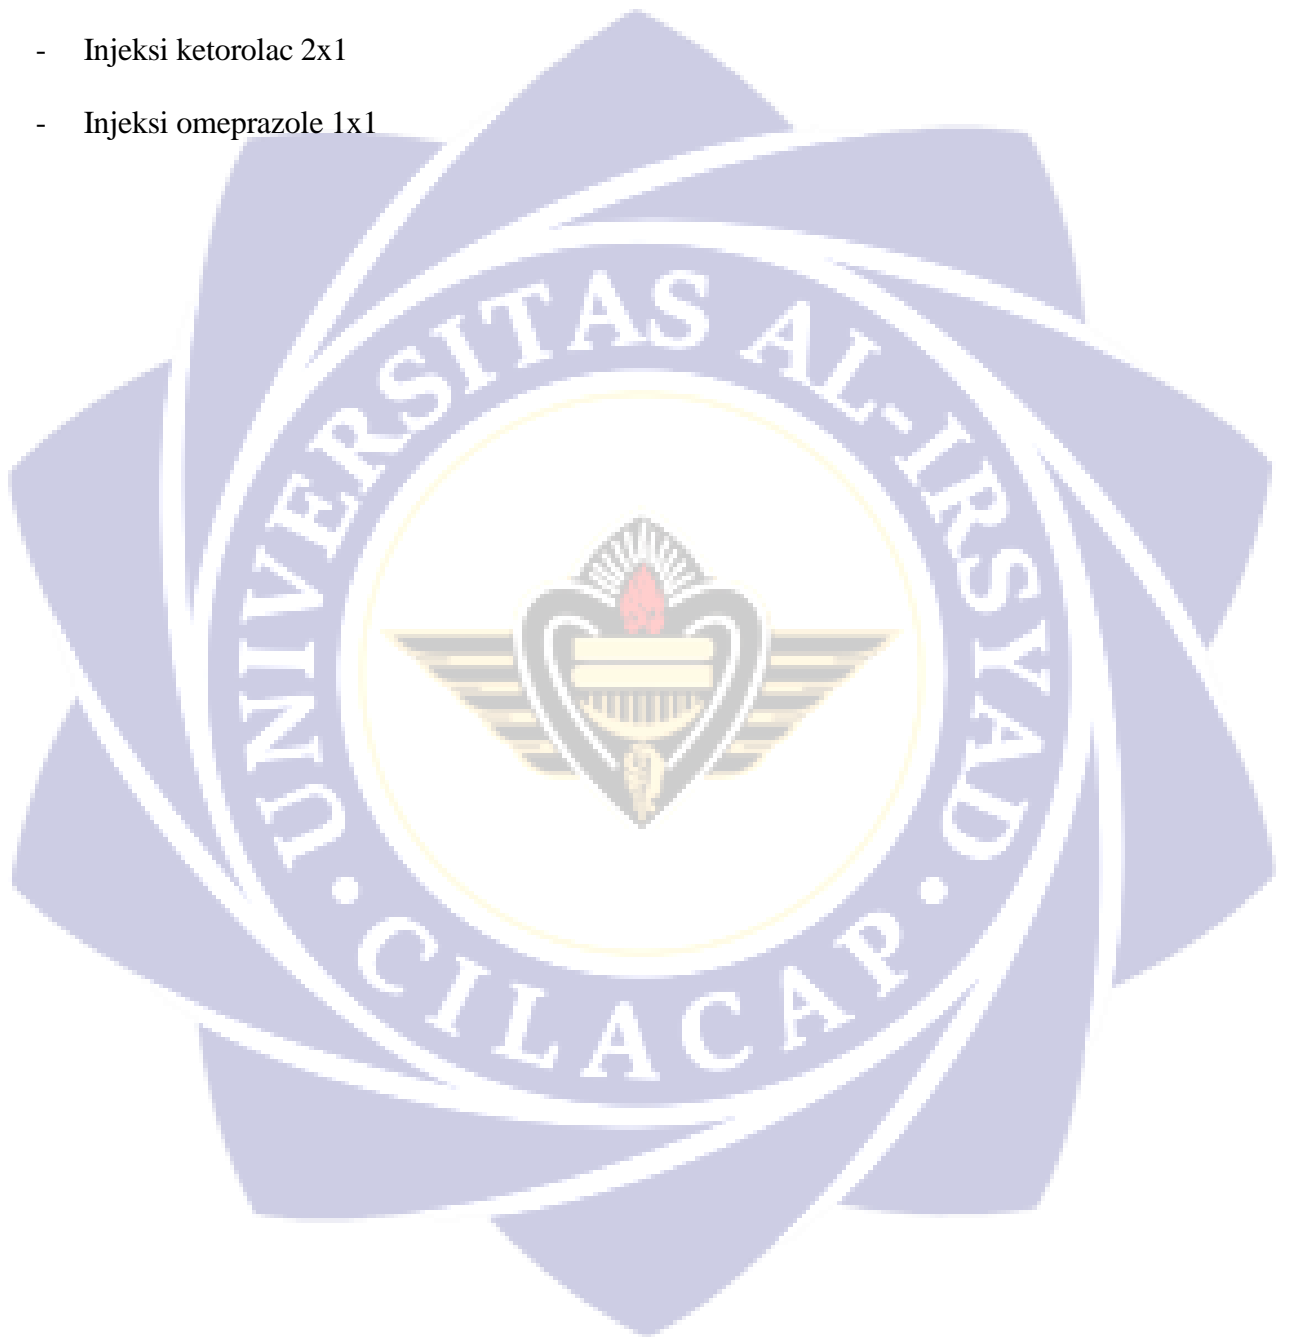 - Injeksi ketorolac 2x1
- Injeksi omeprazole 1x1
UNIVERSITAS AL-IRSYAD
• CILACAP •